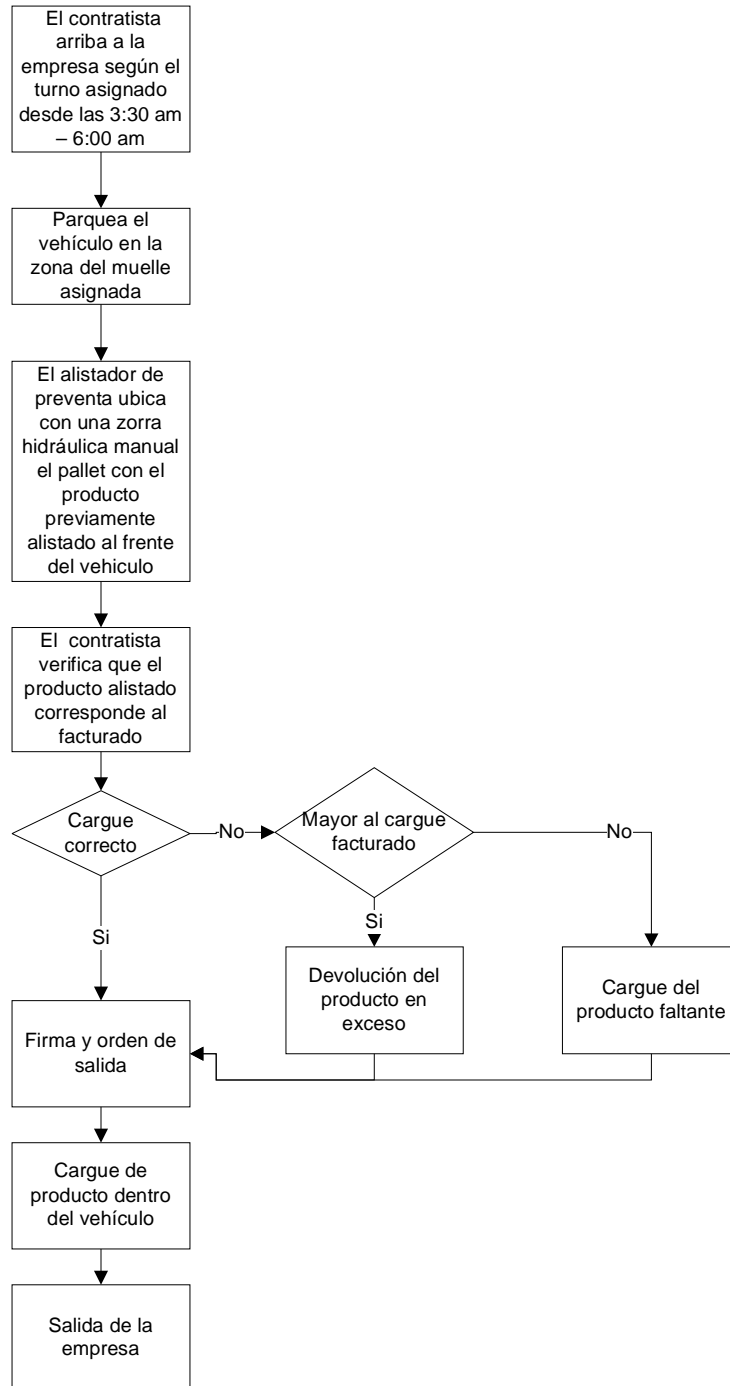 El contratista
arriba a la
empresa según el
turno asignado
desde las 3:30 am
– 6:00 am
Parquea el
vehículo en la
zona del muelle
asignada
El alistador de
preventa ubica
con una zorra
hidráulica manual
el pallet con el
producto
previamente
alistado al frente
del vehiculo
El contratista
verifica que el
producto alistado
corresponde al
facturado
Cargue
correcto
No
Mayor al cargue
facturado
No
Si
Si
Devolución del
producto en
exceso
Cargue del
producto faltante
Firma y orden de
salida
Cargue de
producto dentro
del vehículo
Salida de la
empresa